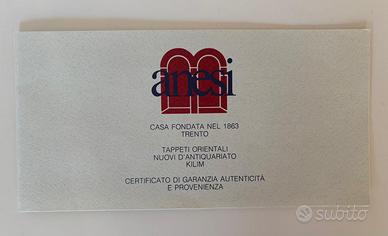 anesi
CASA FONDATA NEL 1863
TRENTO
TAPPETI ORIENTALI
NUOVI D'ANTIQUARIATO
KILIM
CERTIFICATO DI GARANZIA AUTENTICITÀ
E PROVENIENZA
subito